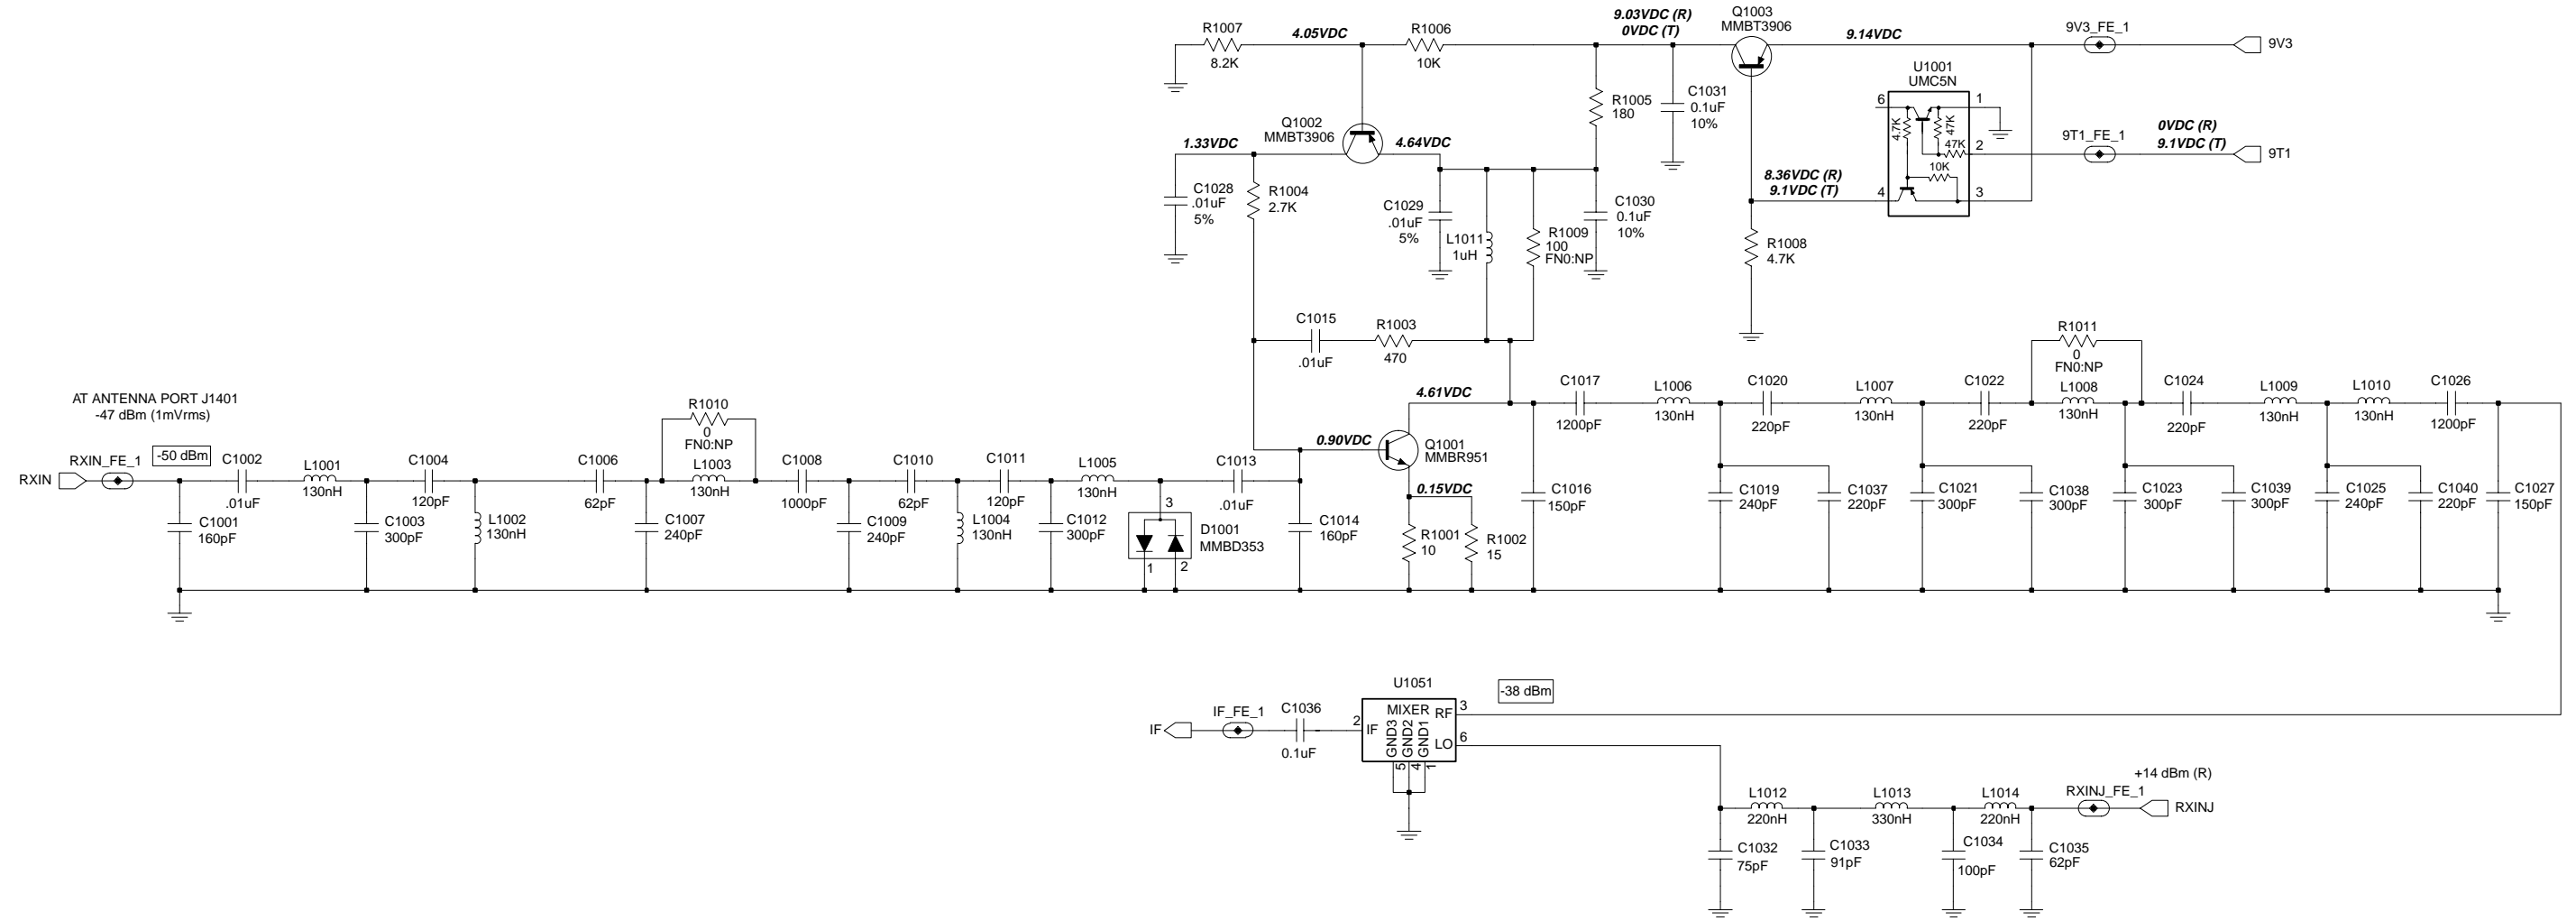 R1007
8.2K
4.05VDC
R1006
10K
9.03VDC (R)
0VDC (T)
Q1003
MMBT3906
9.14VDC
9V3_FE_1
9V3
U1001
UMC5N
6
1
4.7K
47K
47K
2
10K
4
3
9T1_FE_1
0VDC (R)
9.1VDC (T)
9T1
R1005
180
C1031
0.1uF
10%
Q1002
MMBT3906
1.33VDC
4.64VDC
8.36VDC (R)
9.1VDC (T)
C1028
.01uF
5%
R1004
2.7K
C1029
.01uF
5%
L1011
1uH
R1009
100
FN0:NP
C1030
0.1uF
10%
R1008
4.7K
C1015
.01uF
R1003
470
R1011
0
FN0:NP
AT ANTENNA PORT J1401
-47 dBm (1mVrms)
RXIN
RXIN_FE_1
-50 dBm
C1002
.01uF
L1001
130nH
C1004
120pF
C1006
62pF
R1010
0
FN0:NP
L1003
130nH
C1008
1000pF
C1010
62pF
C1011
120pF
L1005
130nH
C1013
.01uF
0.90VDC
4.61VDC
Q1001
MMBR951
0.15VDC
C1017
1200pF
L1006
130nH
C1020
220pF
L1007
130nH
C1022
220pF
L1008
130nH
C1024
220pF
L1009
130nH
L1010
130nH
C1026
1200pF
C1001
160pF
C1003
300pF
L1002
130nH
C1007
240pF
C1009
240pF
L1004
130nH
C1012
300pF
3
D1001
MMBD353
1
2
C1014
160pF
R1001
10
R1002
15
C1016
150pF
C1019
240pF
C1037
220pF
C1021
300pF
C1038
300pF
C1023
300pF
C1039
300pF
C1025
240pF
C1040
220pF
C1027
150pF
U1051
-38 dBm
IF
IF_FE_1
C1036
0.1uF
2
IF
MIXER
RF
3
LO
6
GND3
GND2
GND1
5
4
1
+14 dBm (R)
L1012
220nH
L1013
330nH
L1014
220nH
RXINJ_FE_1
RXINJ
C1032
75pF
C1033
91pF
C1034
100pF
C1035
62pF